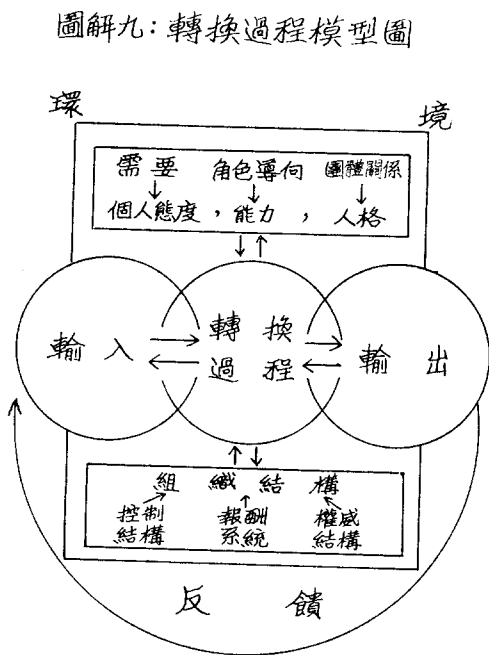 圖解九：轉換過程模型圖
環 境
需要 角色導向 團體關係
個人態度，能力，人格
輸入 轉換過程 輸出
組織結構
控制結構 報酬系統 權威結構
反饋